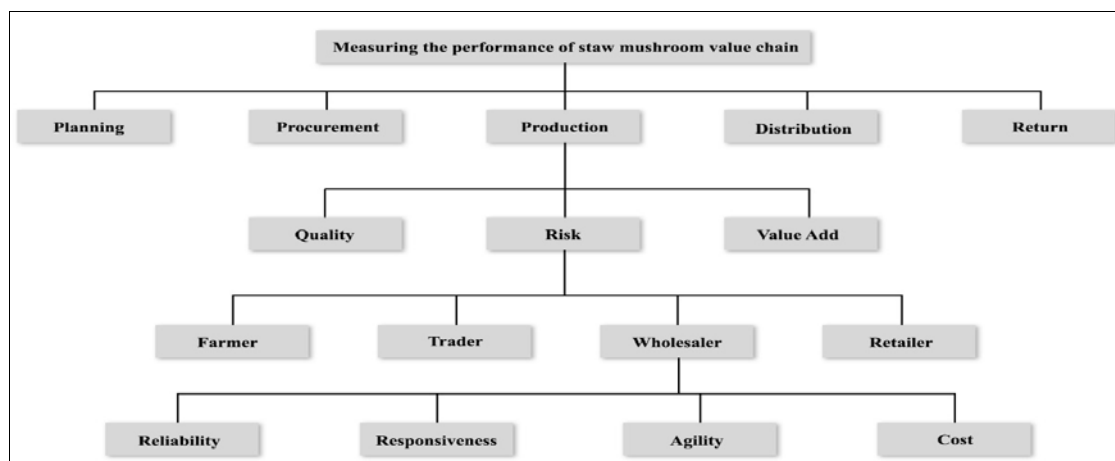 Measuring the performance of staw mushroom value chain
Planning Procurement Production Distribution Return
Quality Risk Value Add
Farmer Trader Wholesaler Retailer
Reliability Responsiveness Agility Cost